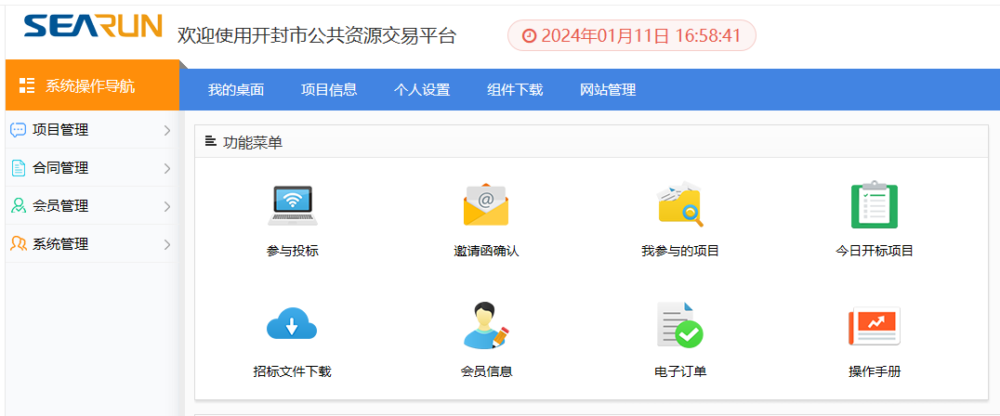 SEARUN
欢迎使用开封市公共资源交易平台
2024年01月11日 16:58:41
系统操作导航
我的桌面 项目信息 个人设置 组件下载 网站管理
项目管理
合同管理
会员管理
系统管理
功能菜单
参与投标 邀请函确认 我参与的项目 今日开标项目
招标文件下载 会员信息 电子订单 操作手册